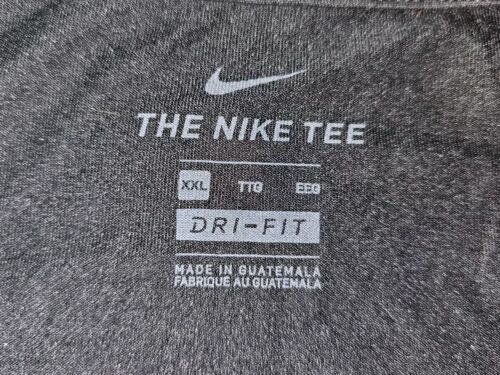 THE NIKE TEE
XXL TTG EEG
DRI-FIT
MADE IN GUATEMALA
FABRIQUE AU GUATEMALA